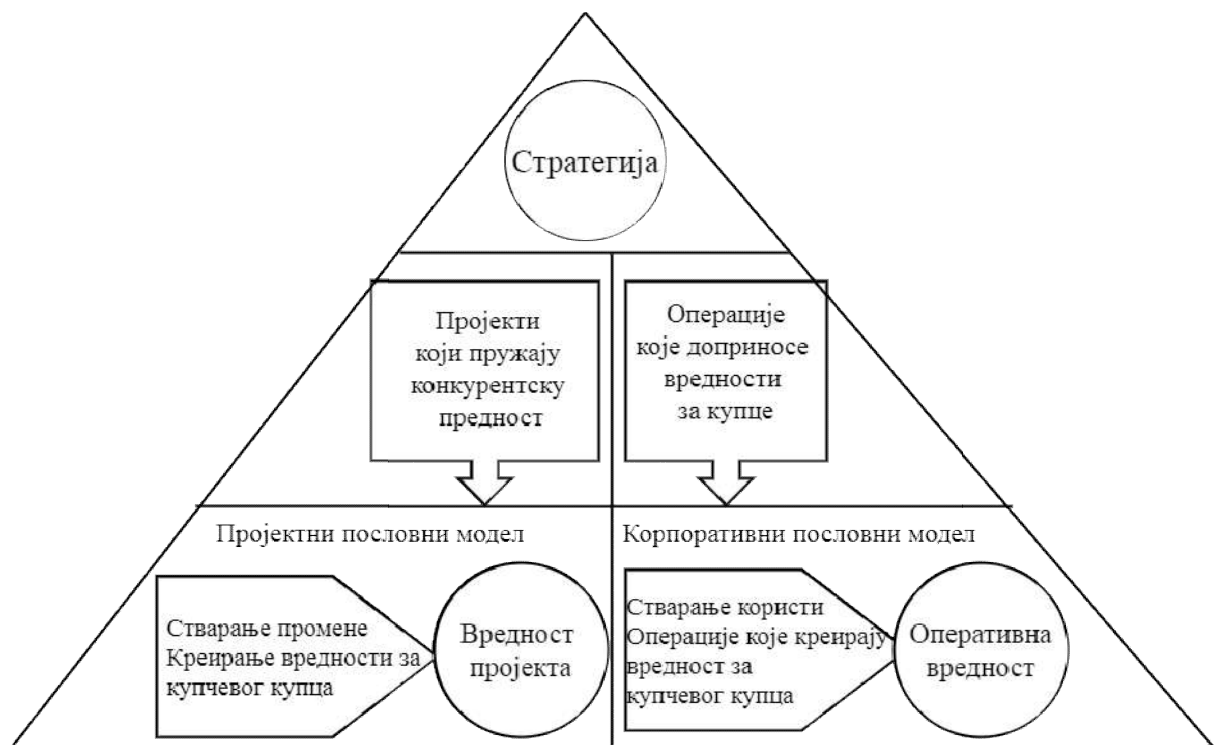 Стратегија
Пројекти
који пружају
конкурентску
предност
Операције
које доприносе
вредности
за купце
Пројектни пословни модел
Стварање промене
Креирање вредности за
купчевог купца
Вредност
пројекта
Корпоративни пословни модел
Стварање користи
Операције које креирају
вредност за
купчевог купца
Оперативна
вредност